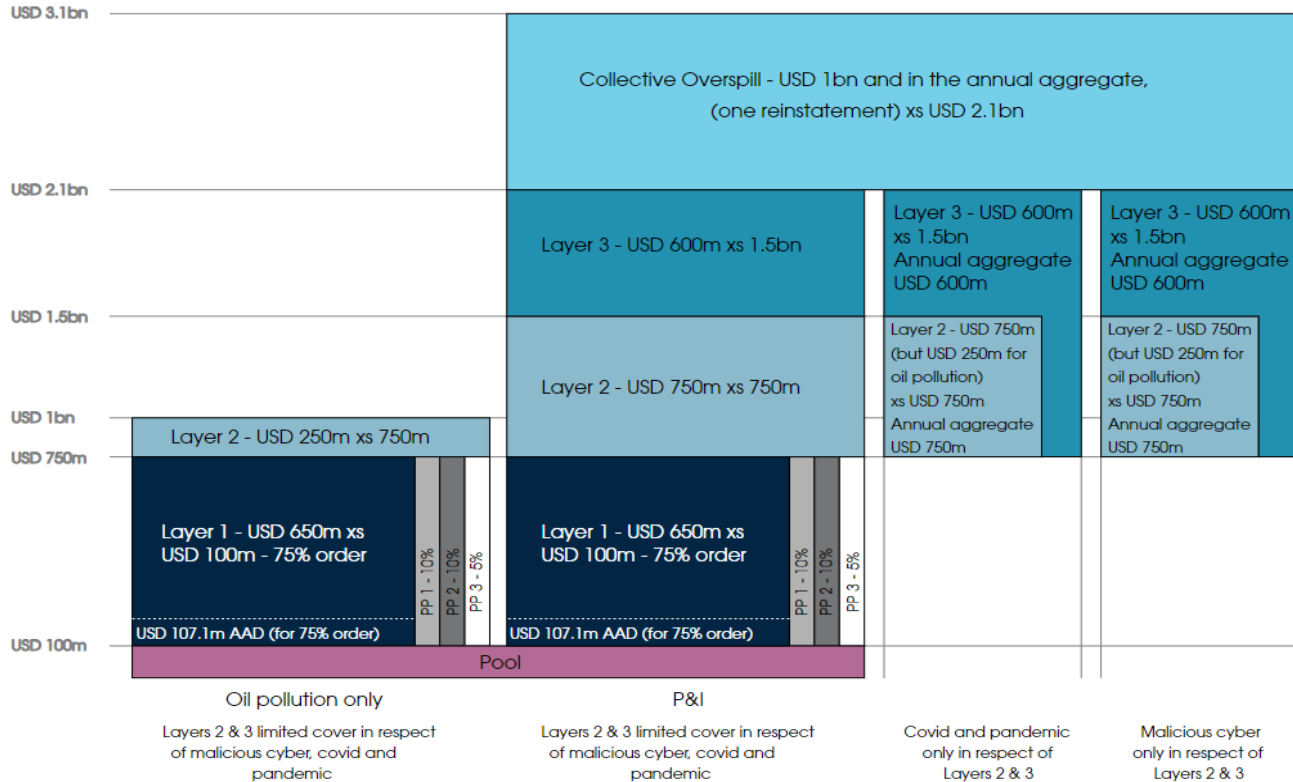 USD 3.1bn
Collective Overspill - USD 1bn and in the annual aggregate,
(one reinstatement) xs USD 2.1bn
USD 2.1bn
Layer 3 - USD 600m xs 1.5bn
Layer 3 - USD 600m
xs 1.5bn
Annual aggregate
USD 600m
Layer 3 - USD 600m
xs 1.5bn
Annual aggregate
USD 600m
USD 1.5bn
Layer 2 - USD 750m xs 750m
Layer 2 - USD 750m
(but USD 250m for
oil pollution)
xs USD 750m
Annual aggregate
USD 750m
Layer 2 - USD 750m
(but USD 250m for
oil pollution)
xs USD 750m
Annual aggregate
USD 750m
USD 1bn
Layer 2 - USD 250m xs 750m
USD 750m
Layer 1 - USD 650m xs
USD 100m - 75% order
PP 1 - 10%
PP 2 - 10%
PP 3 - 5%
Layer 1 - USD 650m xs
USD 100m - 75% order
PP 1 - 10%
PP 2 - 10%
PP 3 - 5%
USD 107.1m AAD (for 75% order)
USD 107.1m AAD (for 75% order)
USD 100m
Pool
Oil pollution only
Layers 2 & 3 limited cover in respect
of malicious cyber, covid and
pandemic
P&I
Layers 2 & 3 limited cover in respect
of malicious cyber, covid and
pandemic
Covid and pandemic
only in respect of
Layers 2 & 3
Malicious cyber
only in respect of
Layers 2 & 3